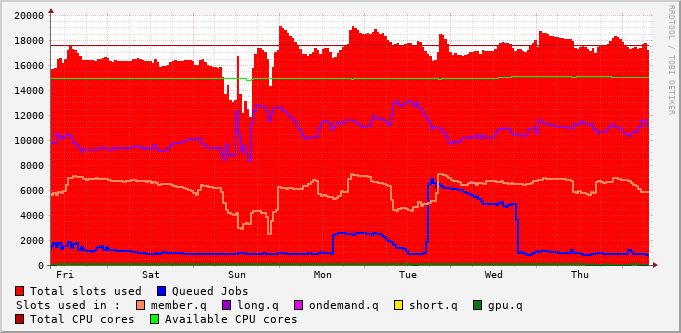 20000
18000
16000
14000
12000
10000
8000
6000
4000
2000
0
Fri Sat Sun Mon Tue Wed Thu
RRDTOOL / TOBI OETIKER
Total slots used Queued Jobs
Slots used in : member.q long.q ondemand.q short.q gpu.q
Total CPU cores Available CPU cores